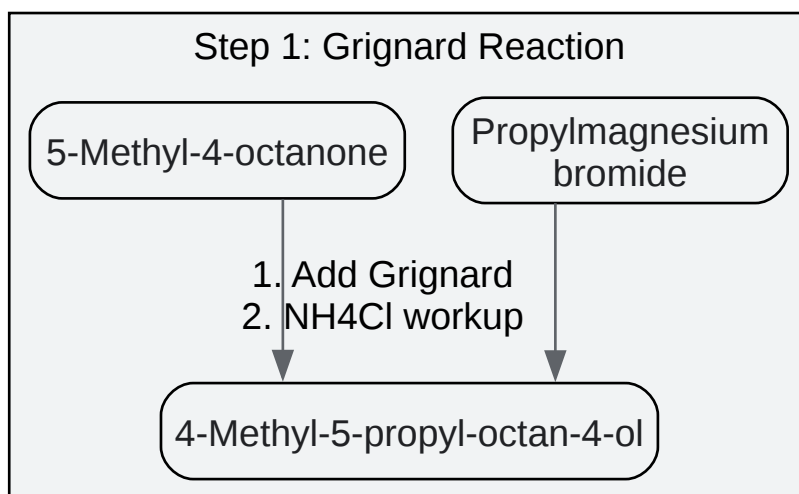 Step 1: Grignard Reaction
5-Methyl-4-octanone
Propylmagnesium
bromide
1. Add Grignard
2. NH4Cl workup
4-Methyl-5-propyl-octan-4-ol